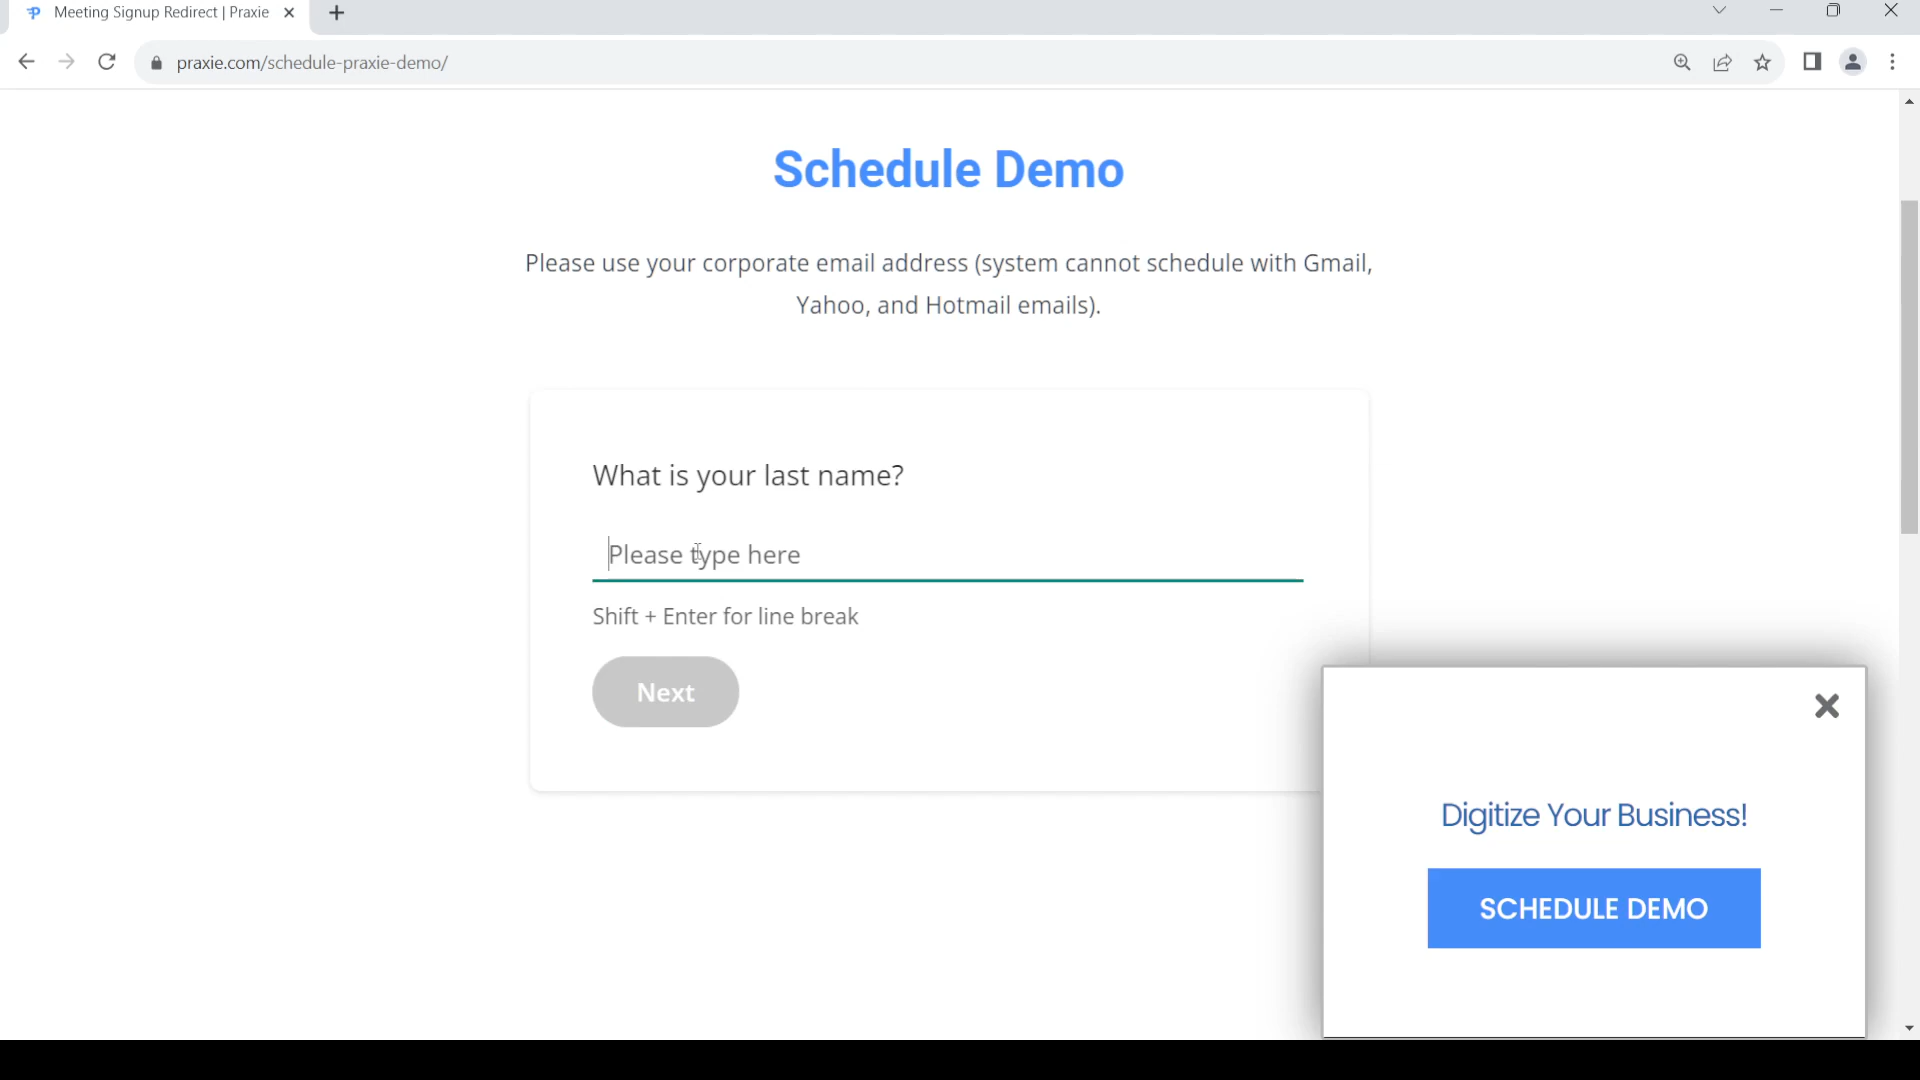 Meeting Signup Redirect | Praxie
praxie.com/schedule-praxie-demo/
Schedule Demo
Please use your corporate email address (system cannot schedule with Gmail,
Yahoo, and Hotmail emails).
What is your last name?
Please type here
Shift + Enter for line break
Next
Digitize Your Business!
SCHEDULE DEMO